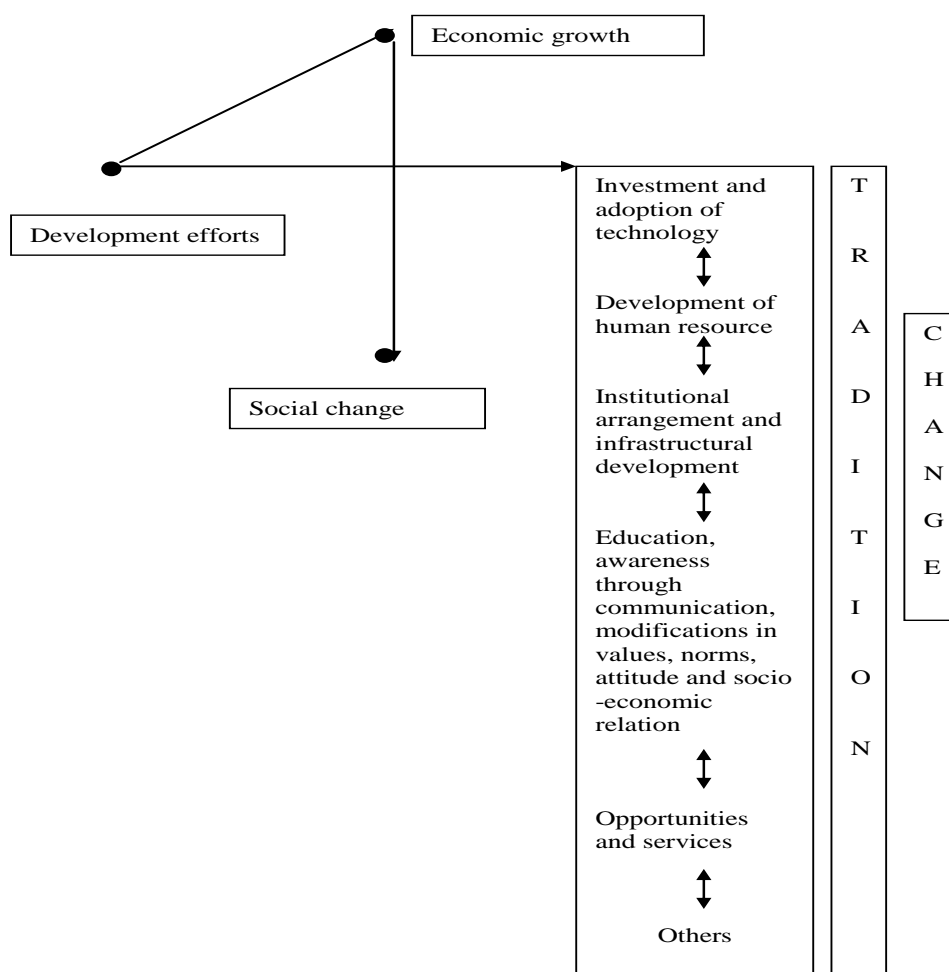 Economic growth
Development efforts
Social change
Investment and
adoption of
technology
Development of
human resource
Institutional
arrangement and
infrastructural
development
Education,
awareness
through
communication,
modifications in
values, norms,
attitude and socio
-economic
relation
Opportunities
and services
Others
T
R
A
D
I
T
I
O
N
C
H
A
N
G
E